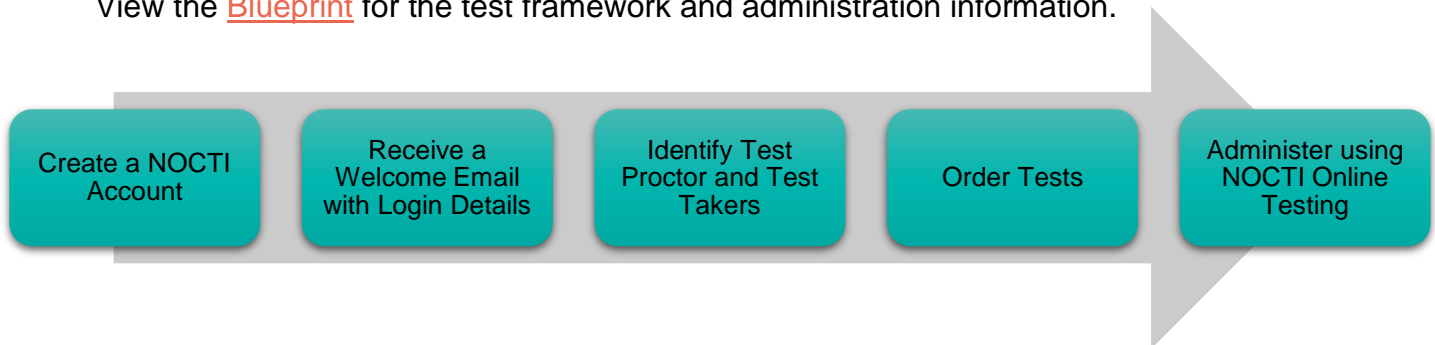 View the Blueprint for the test framework and administration information.
Create a NOCTI
Account
Receive a
Welcome Email
with Login Details
Identify Test
Proctor and Test
Takers
Order Tests
Administer using
NOCTI Online
Testing